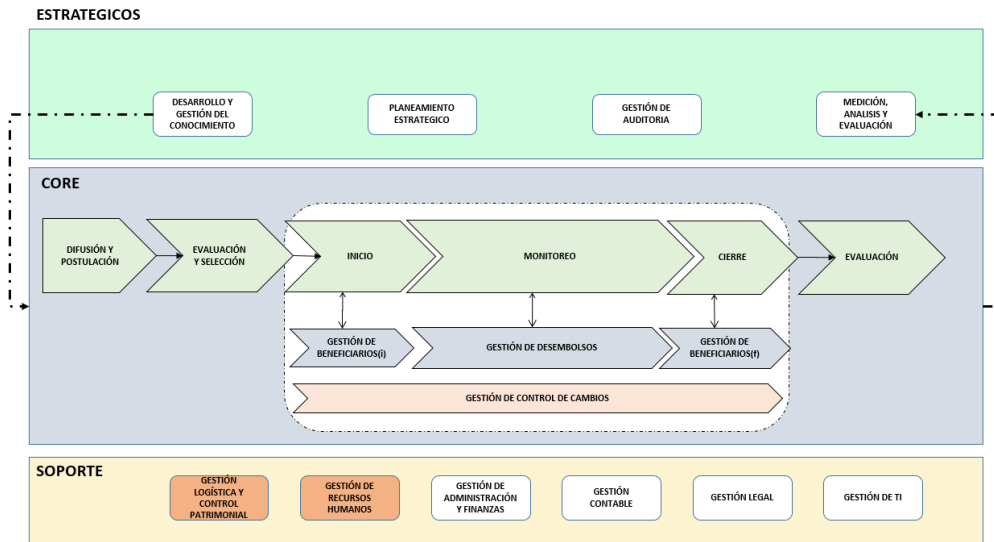 ESTRATEGICOS
DESARROLLO Y
GESTIÓN DEL
CONOCIMIENTO
PLANEAMIENTO
ESTRATEGICO
GESTIÓN DE
AUDITORIA
MEDICIÓN,
ANALISIS Y
EVALUACIÓN
CORE
DIFUSIÓN Y
POSTULACIÓN
EVALUACIÓN
Y SELECCIÓN
INICIO
MONITOREO
CIERRE
EVALUACIÓN
GESTIÓN DE
BENEFICIARIOS(i)
GESTIÓN DE DESEMBOLSOS
GESTIÓN DE
BENEFICIARIOS(f)
GESTIÓN DE CONTROL DE CAMBIOS
SOPORTE
GESTIÓN
LOGÍSTICA Y
CONTROL
PATRIMONIAL
GESTIÓN DE
RECURSOS
HUMANOS
GESTIÓN DE
ADMINISTRACIÓN
Y FINANZAS
GESTIÓN
CONTABLE
GESTIÓN LEGAL
GESTIÓN DE TI